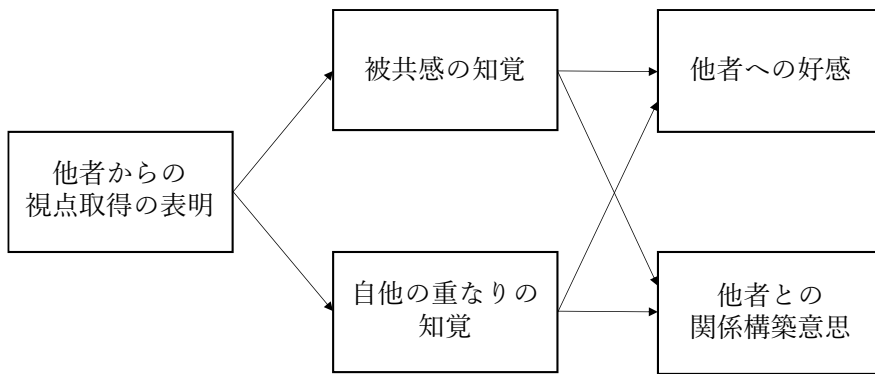 他者からの
視点取得の表明
被共感の知覚
自他の重なりの
知覚
他者への好感
他者との
関係構築意思